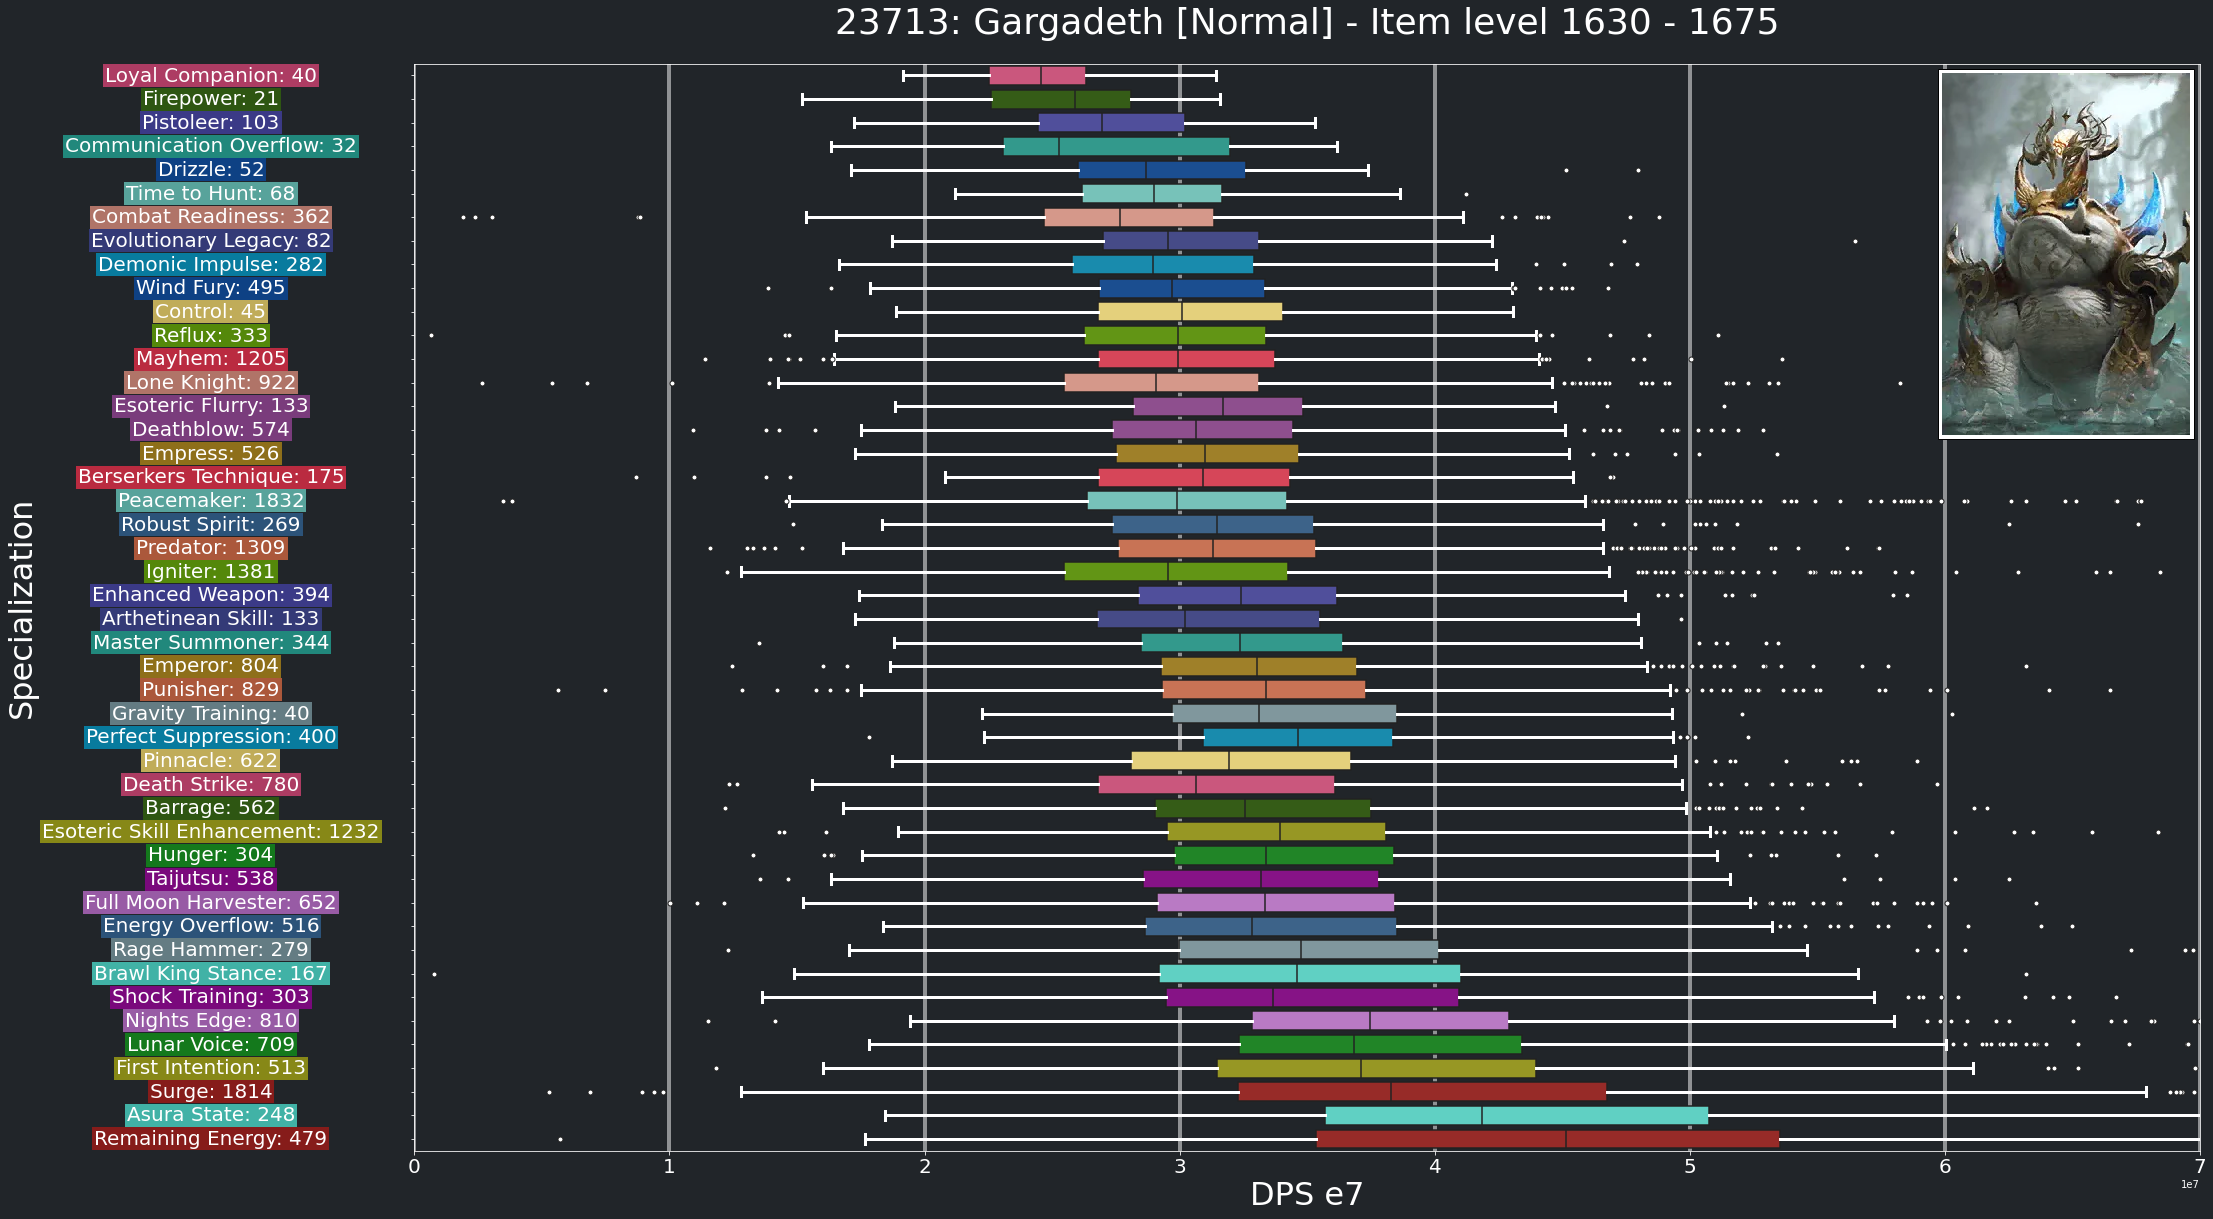 23713: Gargadeth [Normal] - Item level 1630 - 1675
Loyal Companion: 40
Firepower: 21
Pistoleer: 103
Communication Overflow: 32
Drizzle: 52
Time to Hunt: 68
Combat Readiness: 362
Evolutionary Legacy: 82
Demonic Impulse: 282
Wind Fury: 495
Control: 45
Reflux: 333
Mayhem: 1205
Lone Knight: 922
Esoteric Flurry: 133
Deathblow: 574
Empress: 526
Berserkers Technique: 175
Peacemaker: 1832
Robust Spirit: 269
Predator: 1309
Igniter: 1381
Enhanced Weapon: 394
Arthetinean Skill: 133
Master Summoner: 344
Emperor: 804
Punisher: 829
Gravity Training: 40
Perfect Suppression: 400
Pinnacle: 622
Death Strike: 780
Barrage: 562
Esoteric Skill Enhancement: 1232
Hunger: 304
Taijutsu: 538
Full Moon Harvester: 652
Energy Overflow: 516
Rage Hammer: 279
Brawl King Stance: 167
Shock Training: 303
Nights Edge: 810
Lunar Voice: 709
First Intention: 513
Surge: 1814
Asura State: 248
Remaining Energy: 479
Specialization
0 1 2 3 4 5 6 7
1e7
DPS e7